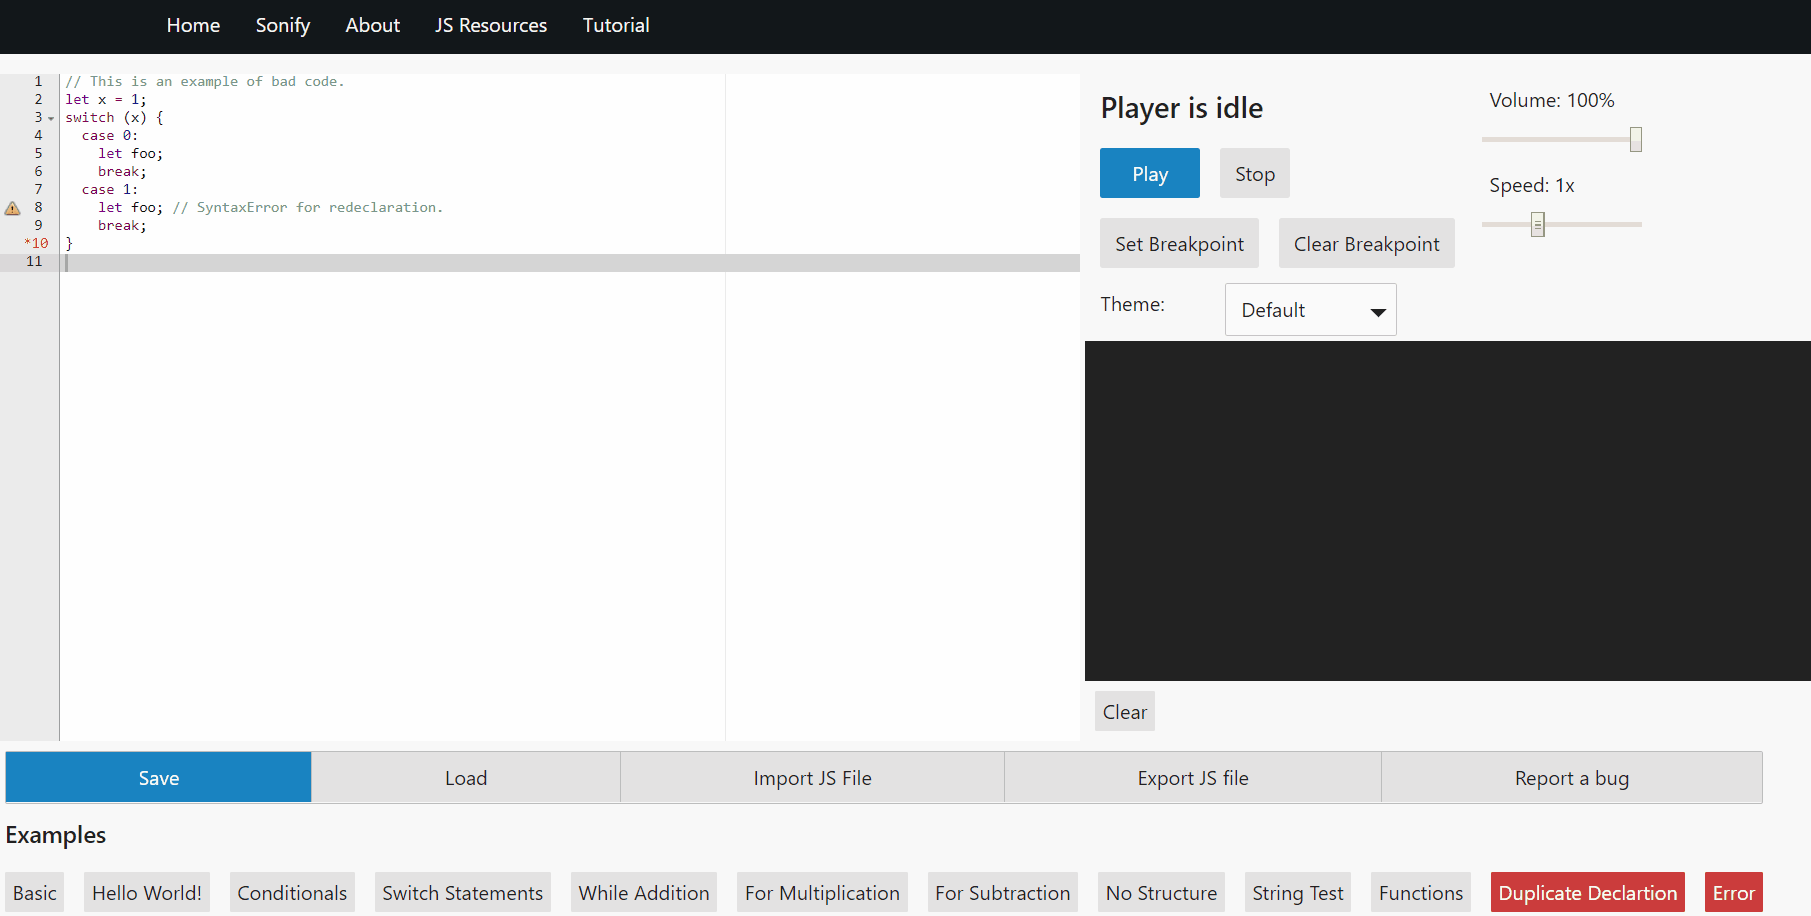 Home Sonify About JS Resources Tutorial
1 // This is an example of bad code.
2 let x = 1;
3 switch (x) {
4 case 0:
5 let foo;
6 break;
7 case 1:
8 let foo; // SyntaxError for redeclaration.
9 break;
*10 }
11
Player is idle
Volume: 100%
Play Stop
Speed: 1x
Set Breakpoint Clear Breakpoint
Theme: Default
Clear
Save Load Import JS File Export JS file Report a bug
Examples
Basic Hello World! Conditionals Switch Statements While Addition For Multiplication For Subtraction No Structure String Test Functions Duplicate Declartion Error